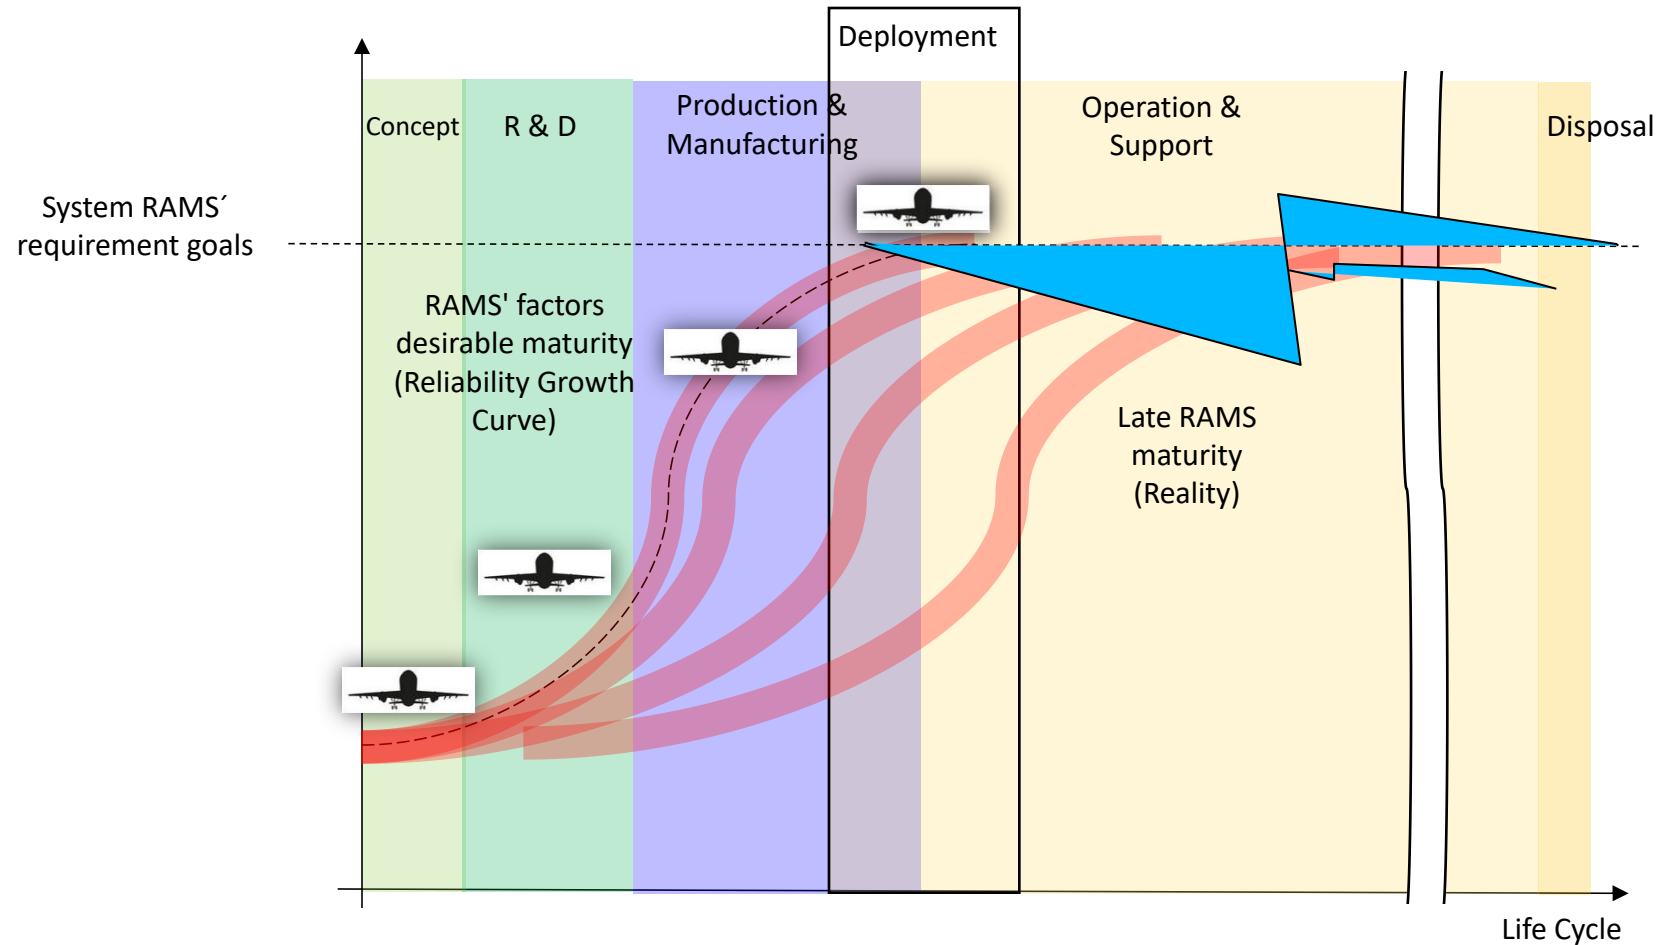 Deployment
Concept
R & D
Production &
Manufacturing
Operation &
Support
Disposal
System RAMS´
requirement goals
RAMS' factors
desirable maturity
(Reliability Growth
Curve)
Late RAMS
maturity
(Reality)
Life Cycle